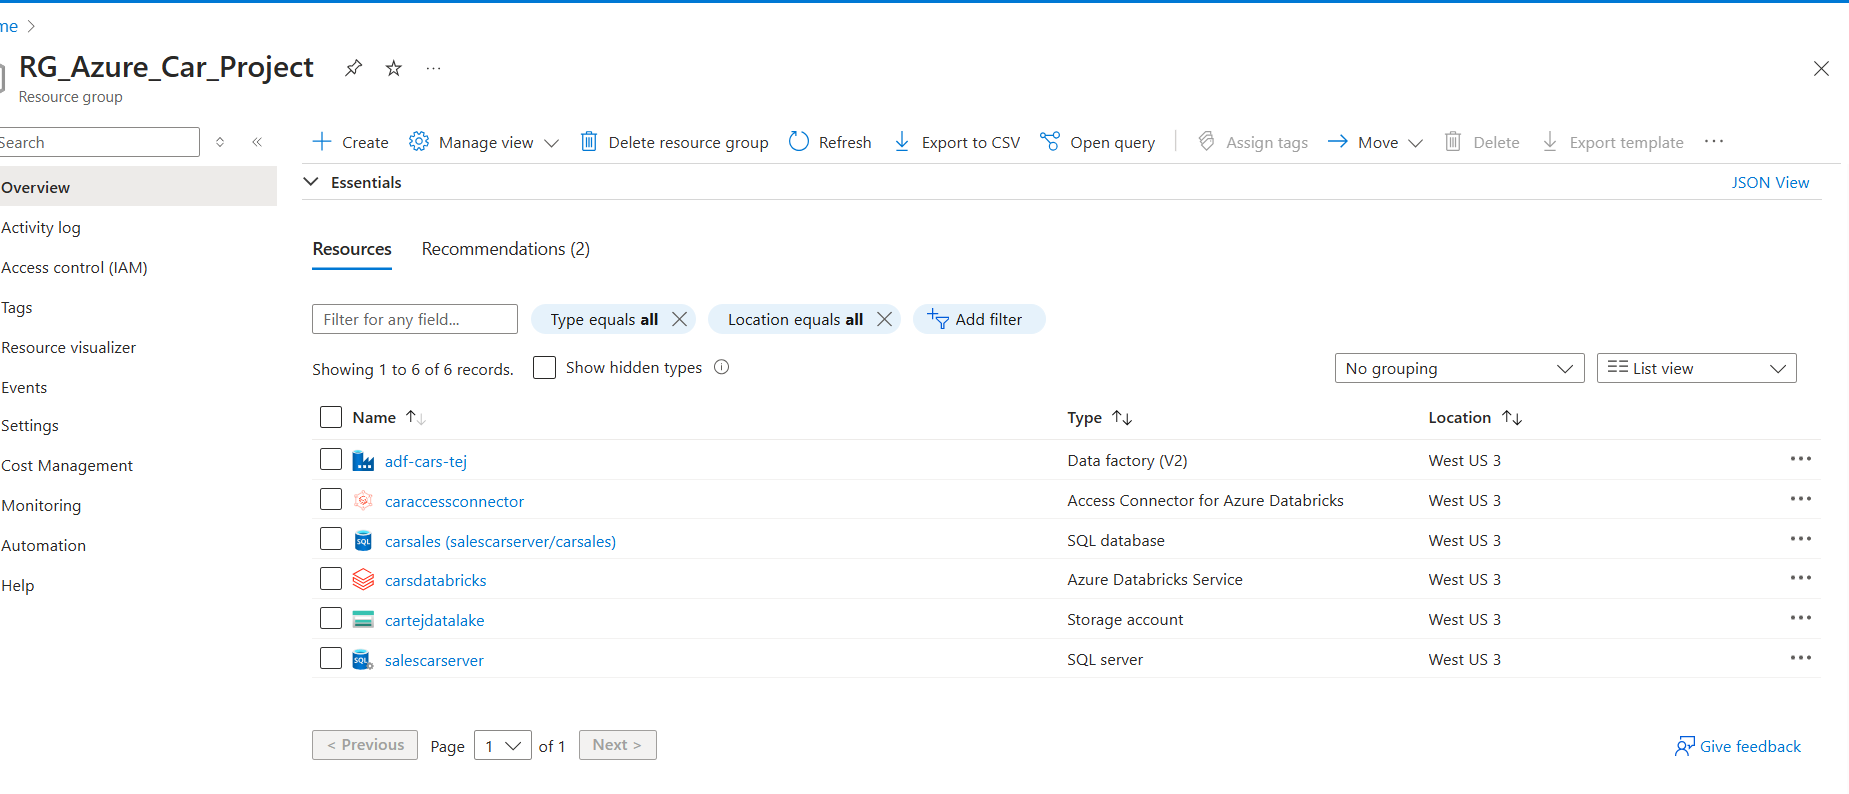 me
RG_Azure_Car_Project
Resource group
Search
Create Manage view Delete resource group Refresh Export to CSV Open query Assign tags Move Delete Export template
Essentials JSON View
Overview
Activity log
Access control (IAM)
Tags
Resource visualizer
Events
Settings
Cost Management
Monitoring
Automation
Help
Resources Recommendations (2)
Filter for any field... Type equals all Location equals all Add filter
Showing 1 to 6 of 6 records. Show hidden types No grouping List view
Name Type Location
adf-cars-tej Data factory (V2) West US 3
caraccessconnector Access Connector for Azure Databricks West US 3
carsales (salescarserver/carsales) SQL database West US 3
carsdatabricks Azure Databricks Service West US 3
cartejdatalake Storage account West US 3
salescarserver SQL server West US 3
< Previous Page 1 of 1 Next > Give feedback